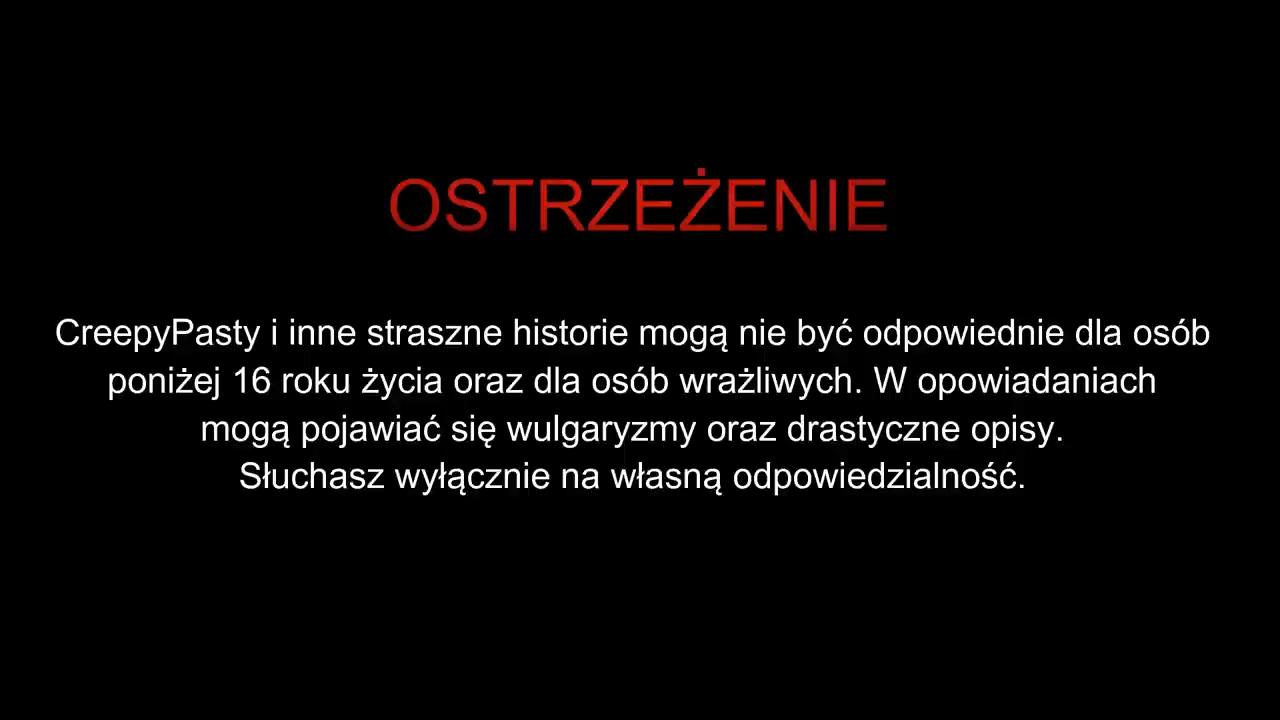 OSTRZEŻENIE
CreepyPasty i inne straszne historie mogą nie być odpowiednie dla osób
poniżej 16 roku życia oraz dla osób wrażliwych. W opowiadaniach
mogą pojawiać się wulgaryzmy oraz drastyczne opisy.
Słuchasz wyłącznie na własną odpowiedzialność.